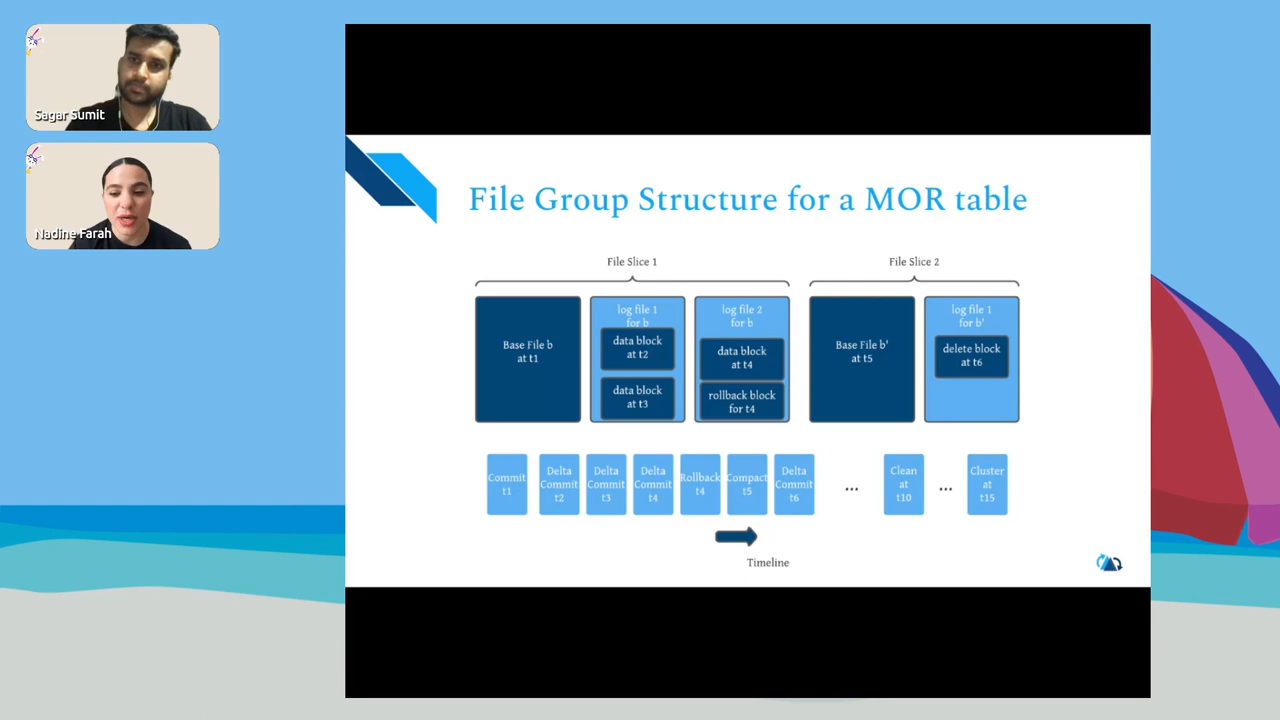 Sagar Sumit
Nadine Farah
File Group Structure for a MOR table
File Slice 1
File Slice 2
Base File b
at t1
log file 1
for b
data block
at t2
data block
at t3
log file 2
for b
data block
at t4
rollback block
for t4
Base File b'
at t5
log file 1
for b'
delete block
at t6
Commit
t1
Delta
Commit
t2
Delta
Commit
t3
Delta
Commit
t4
Rollback
t4
Compact
t5
Delta
Commit
t6
...
Clean
at
t10
...
Cluster
at
t15
Timeline